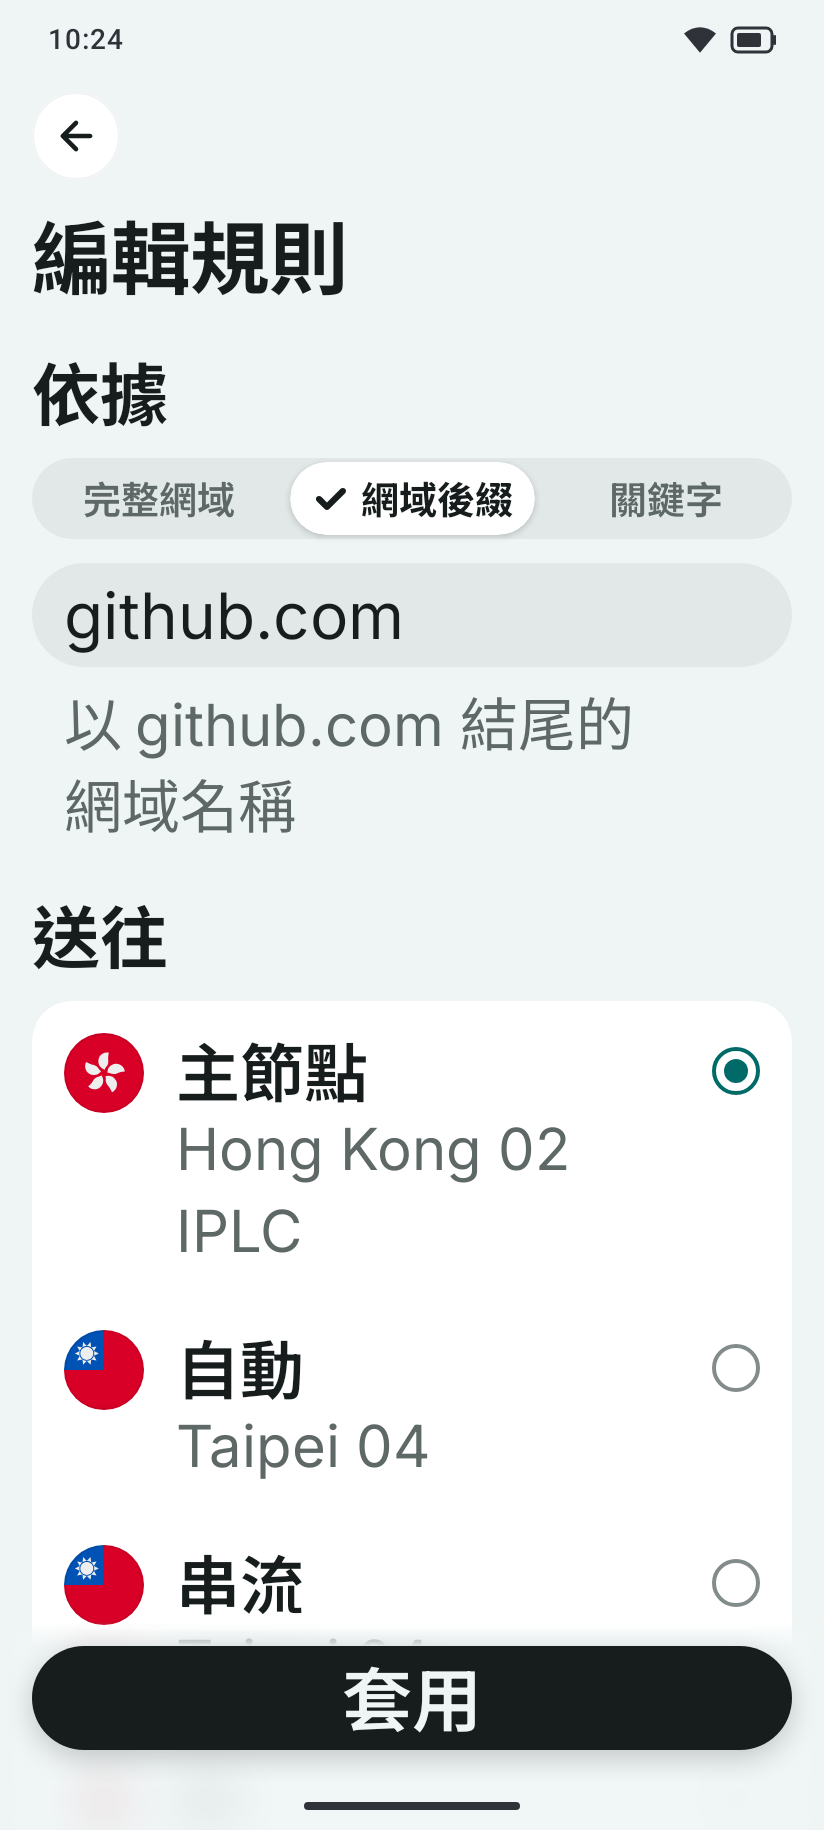 10:24
編輯規則
依據
完整網域
網域後綴
關鍵字
github.com
以 github.com 結尾的
網域名稱
送往
主節點
Hong Kong 02
IPLC
自動
Taipei 04
串流
套用